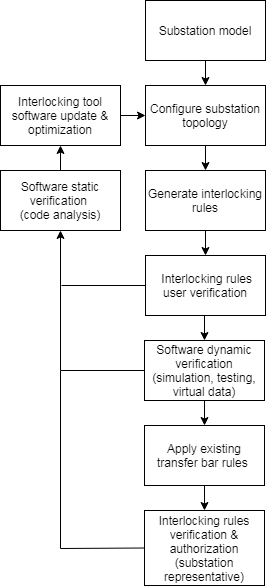 Substation model
Interlocking tool
software update &
optimization
Configure substation
topology
Software static
verification
(code analysis)
Generate interlocking
rules
Interlocking rules
user verification
Software dynamic
verification
(simulation, testing,
virtual data)
Apply existing
transfer bar rules
Interlocking rules
verification &
authorization
(substation
representative)